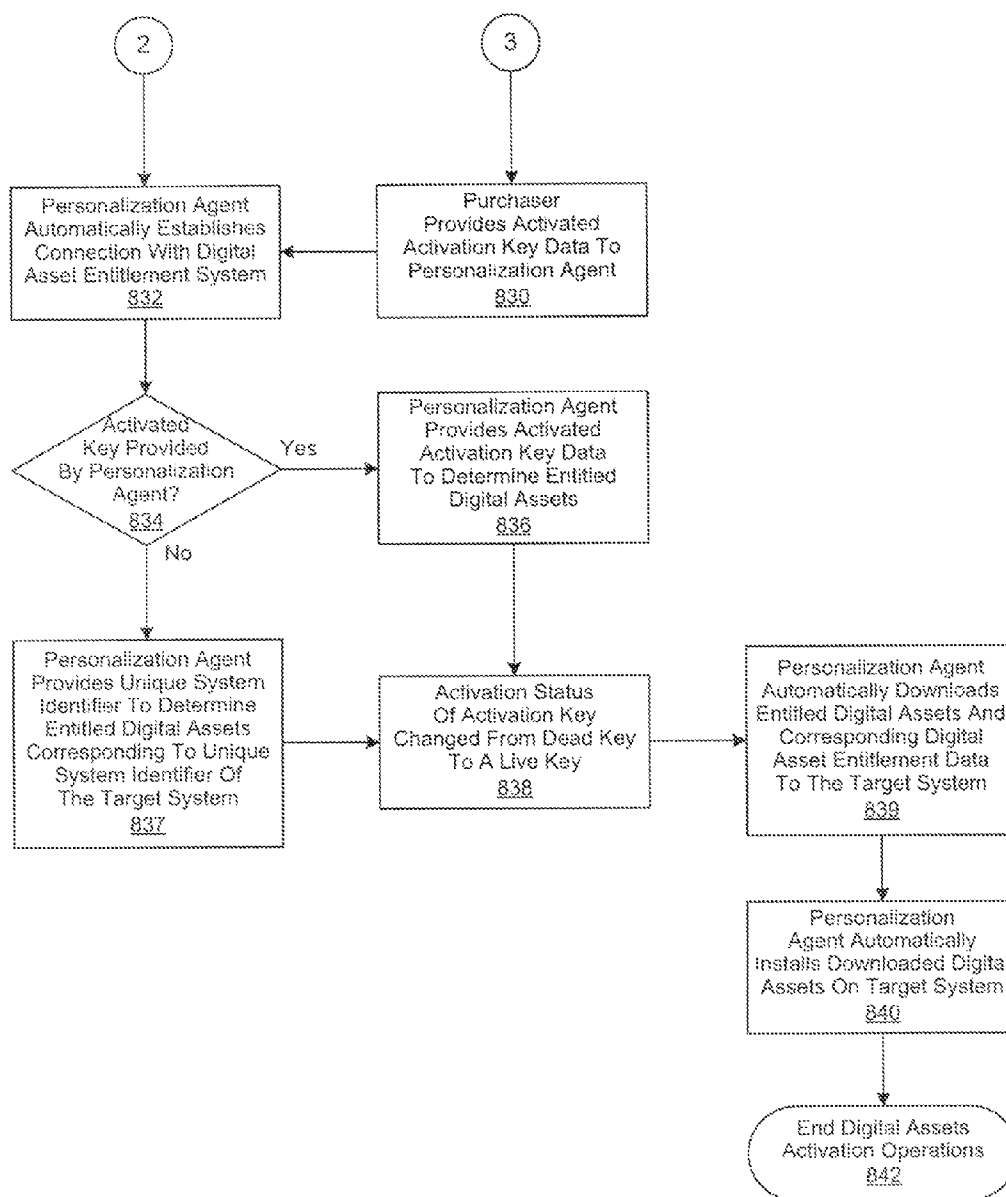 2
3
Personalization Agent
Automatically Establishes
Connection With Digital
Asset Entitlement System
832
Purchaser
Provides Activated
Activation Key Data To
Personalization Agent
830
Activated
Key Provided
By Personalization
Agent?
834
Yes
No
Personalization Agent
Provides Activated
Activation Key Data
To Determine Entitled
Digital Assets
836
Personalization Agent
Provides Unique System
Identifier To Determine
Entitled Digital Assets
Corresponding To Unique
System Identifier Of
The Target System
837
Activation Status
Of Activation Key
Changed From Dead Key
To A Live Key
838
Personalization Agent
Automatically Downloads
Entitled Digital Assets And
Corresponding Digital
Asset Entitlement Data
To The Target System
839
Personalization
Agent Automatically
Installs Downloaded Digital
Assets On Target System
840
End Digital Assets
Activation Operations
842